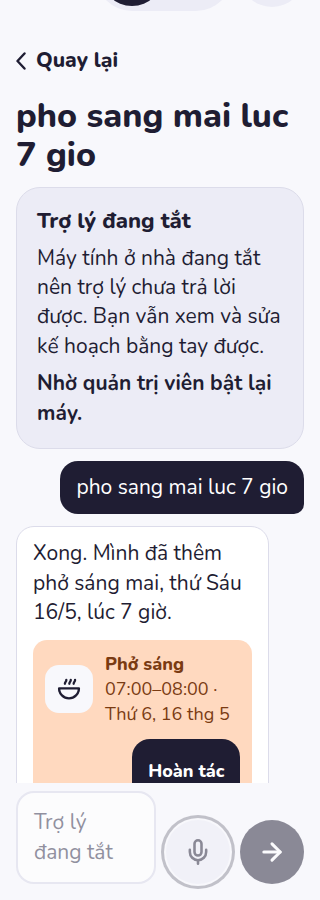 Quay lại
pho sang mai luc
7 gio
Trợ lý đang tắt
Máy tính ở nhà đang tắt
nên trợ lý chưa trả lời
được. Bạn vẫn xem và sửa
kế hoạch bằng tay được.
Nhờ quản trị viên bật lại
máy.
pho sang mai luc 7 gio
Xong. Mình đã thêm
phở sáng mai, thứ Sáu
16/5, lúc 7 giờ.
Phở sáng
07:00–08:00 ·
Thứ 6, 16 thg 5
Hoàn tác
Trợ lý
đang tắt